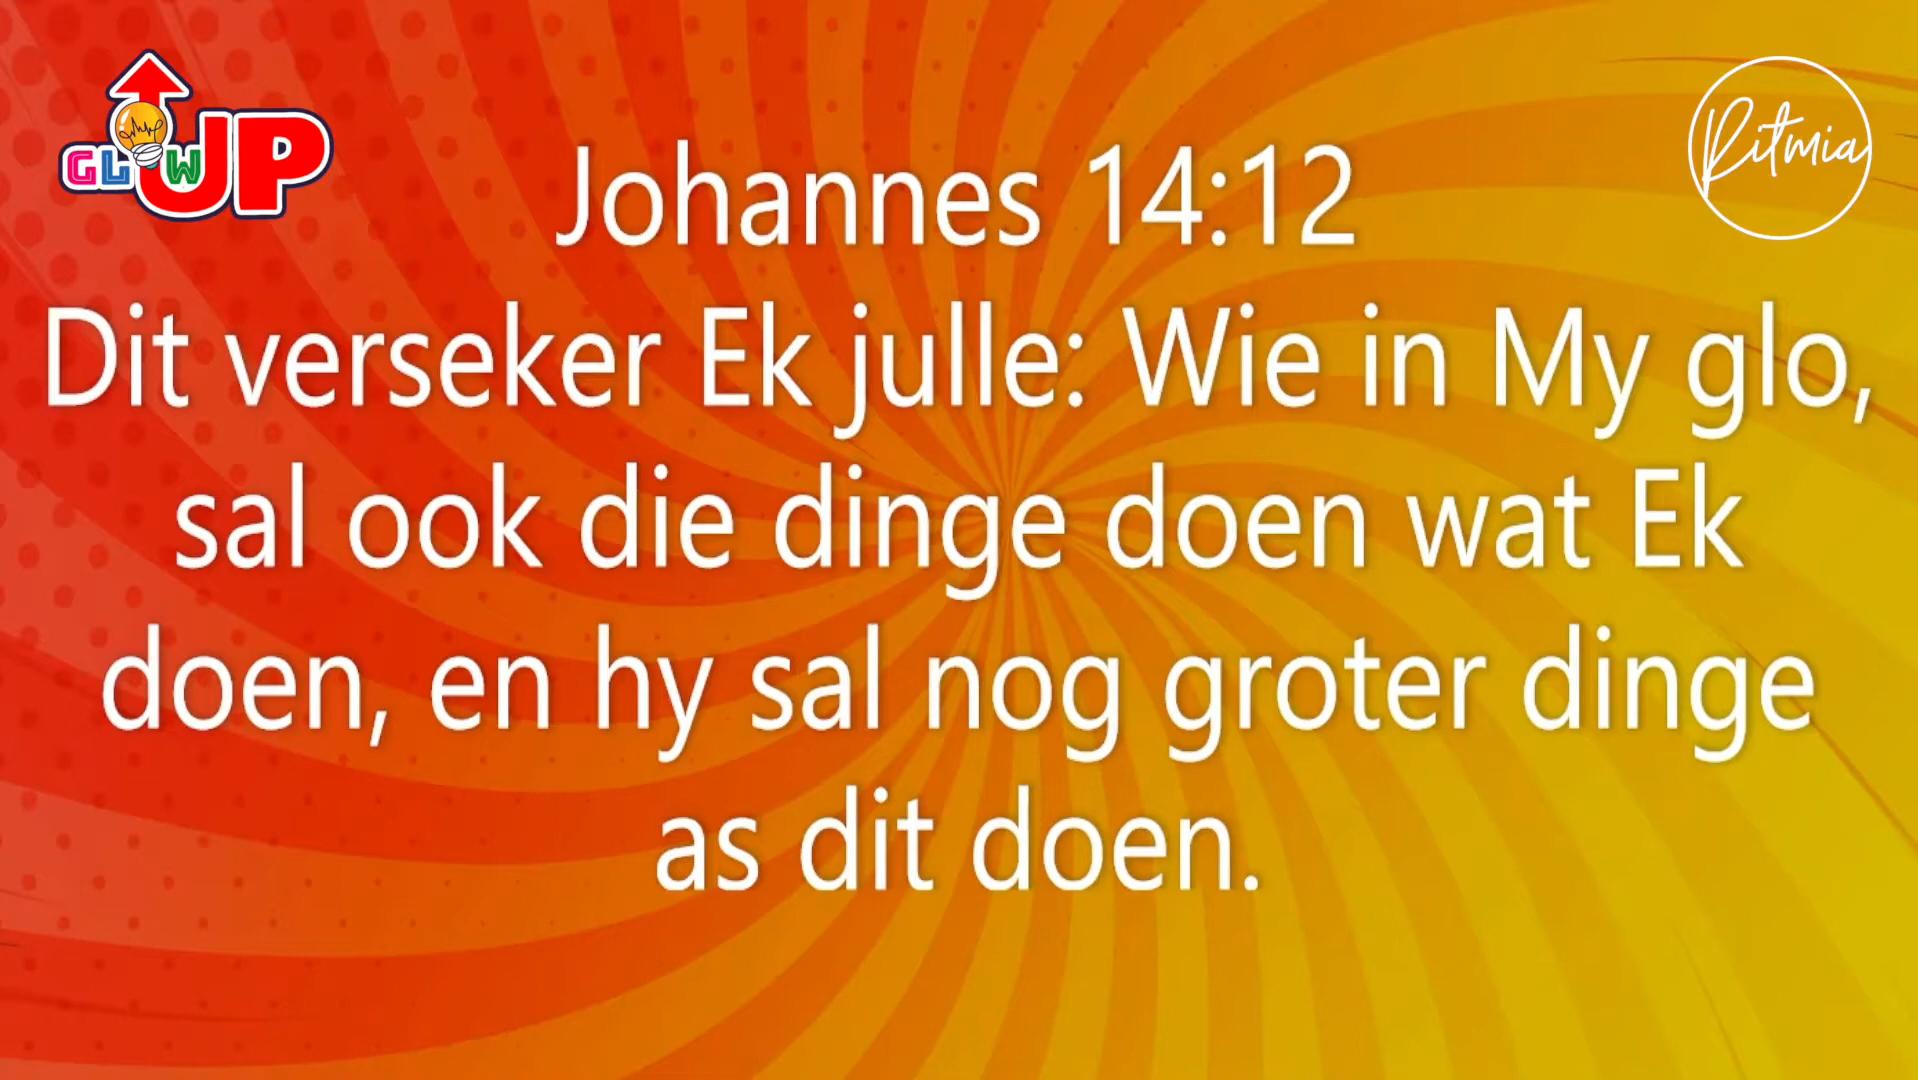 GLOW UP
Ritmia
Johannes 14:12
Dit verseker Ek julle: Wie in My glo,
sal ook die dinge doen wat Ek
doen, en hy sal nog groter dinge
as dit doen.